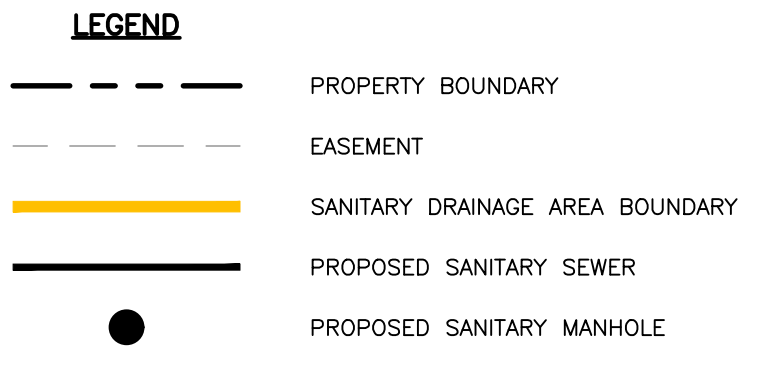 LEGEND
PROPERTY BOUNDARY
EASEMENT
SANITARY DRAINAGE AREA BOUNDARY
PROPOSED SANITARY SEWER
PROPOSED SANITARY MANHOLE